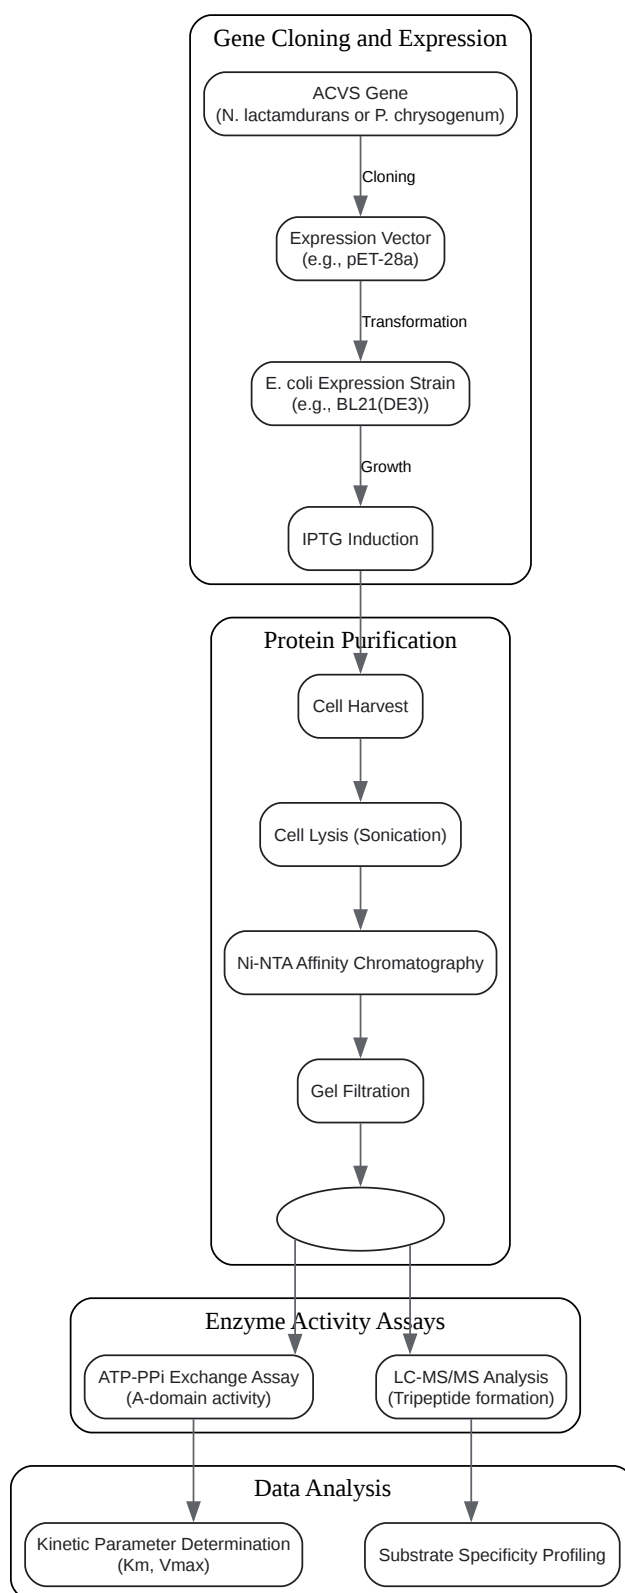 Gene Cloning and Expression
ACVS Gene
(N. lactamdurans or P. chrysogenum)
Cloning
Expression Vector
(e.g., pET-28a)
Transformation
E. coli Expression Strain
(e.g., BL21(DE3))
Growth
IPTG Induction
Protein Purification
Cell Harvest
Cell Lysis (Sonication)
Ni-NTA Affinity Chromatography
Gel Filtration
Enzyme Activity Assays
ATP-PPi Exchange Assay
(A-domain activity)
LC-MS/MS Analysis
(Tripeptide formation)
Data Analysis
Kinetic Parameter Determination
(Km, Vmax)
Substrate Specificity Profiling